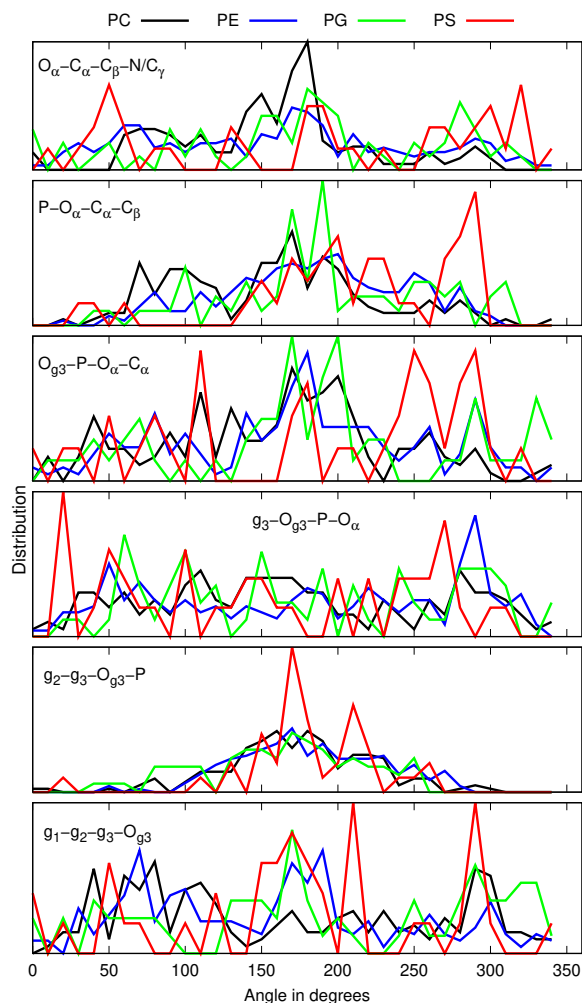 PC PE PG PS
Oα–Cα–Cβ–N/Cγ
P–Oα–Cα–Cβ
Og3–P–Oα–Cα
g3–Og3–P–Oα
g2–g3–Og3–P
g1–g2–g3–Og3
Distribution
0 50 100 150 200 250 300 350
Angle in degrees